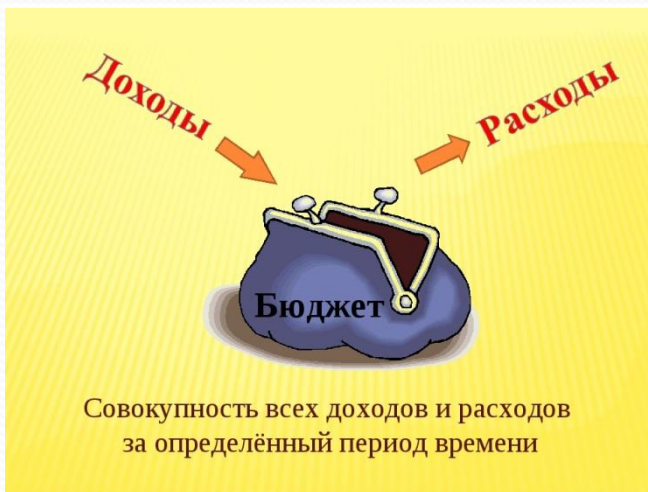 Доходы
Расходы
Бюджет
Совокупность всех доходов и расходов
за определённый период времени